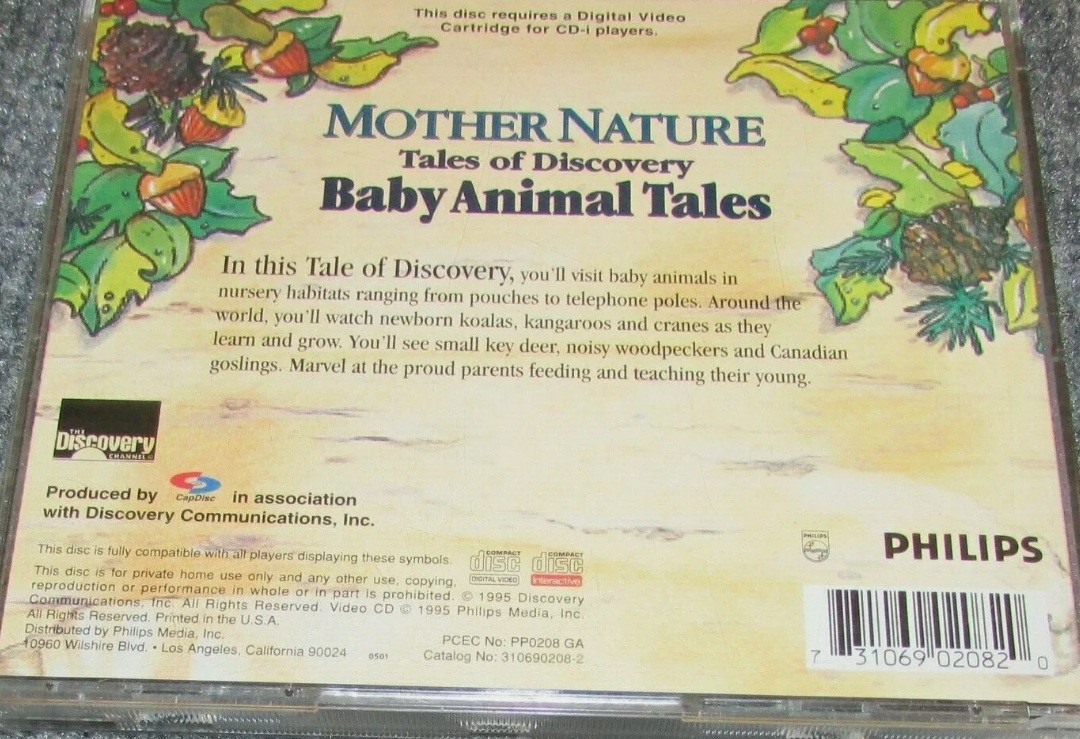 This disc requires a Digital Video
Cartridge for CD-i players.
MOTHER NATURE
Tales of Discovery
Baby Animal Tales
In this Tale of Discovery, you'll visit baby animals in
nursery habitats ranging from pouches to telephone poles. Around the
world, you'll watch newborn koalas, kangaroos and cranes as they
learn and grow. You'll see small key deer, noisy woodpeckers and Canadian
goslings. Marvel at the proud parents feeding and teaching their young.
THE
Discovery
CHANNEL
Produced by CapDisc in association
with Discovery Communications, Inc.
This disc is fully compatible with all players displaying these symbols.
COMPACT disc DIGITAL VIDEO
COMPACT disc Interactive
This disc is for private home use only and any other use, copying,
reproduction or performance in whole or in part is prohibited. © 1995 Discovery
Communications, Inc. All Rights Reserved. Video CD © 1995 Philips Media, Inc.
All Rights Reserved. Printed in the U.S.A.
Distributed by Philips Media, Inc.
10960 Wilshire Blvd. • Los Angeles, California 90024 0501
PCEC No: PP0208 GA
Catalog No: 310690208-2
PHILIPS
PHILIPS
7 31069 02082 0